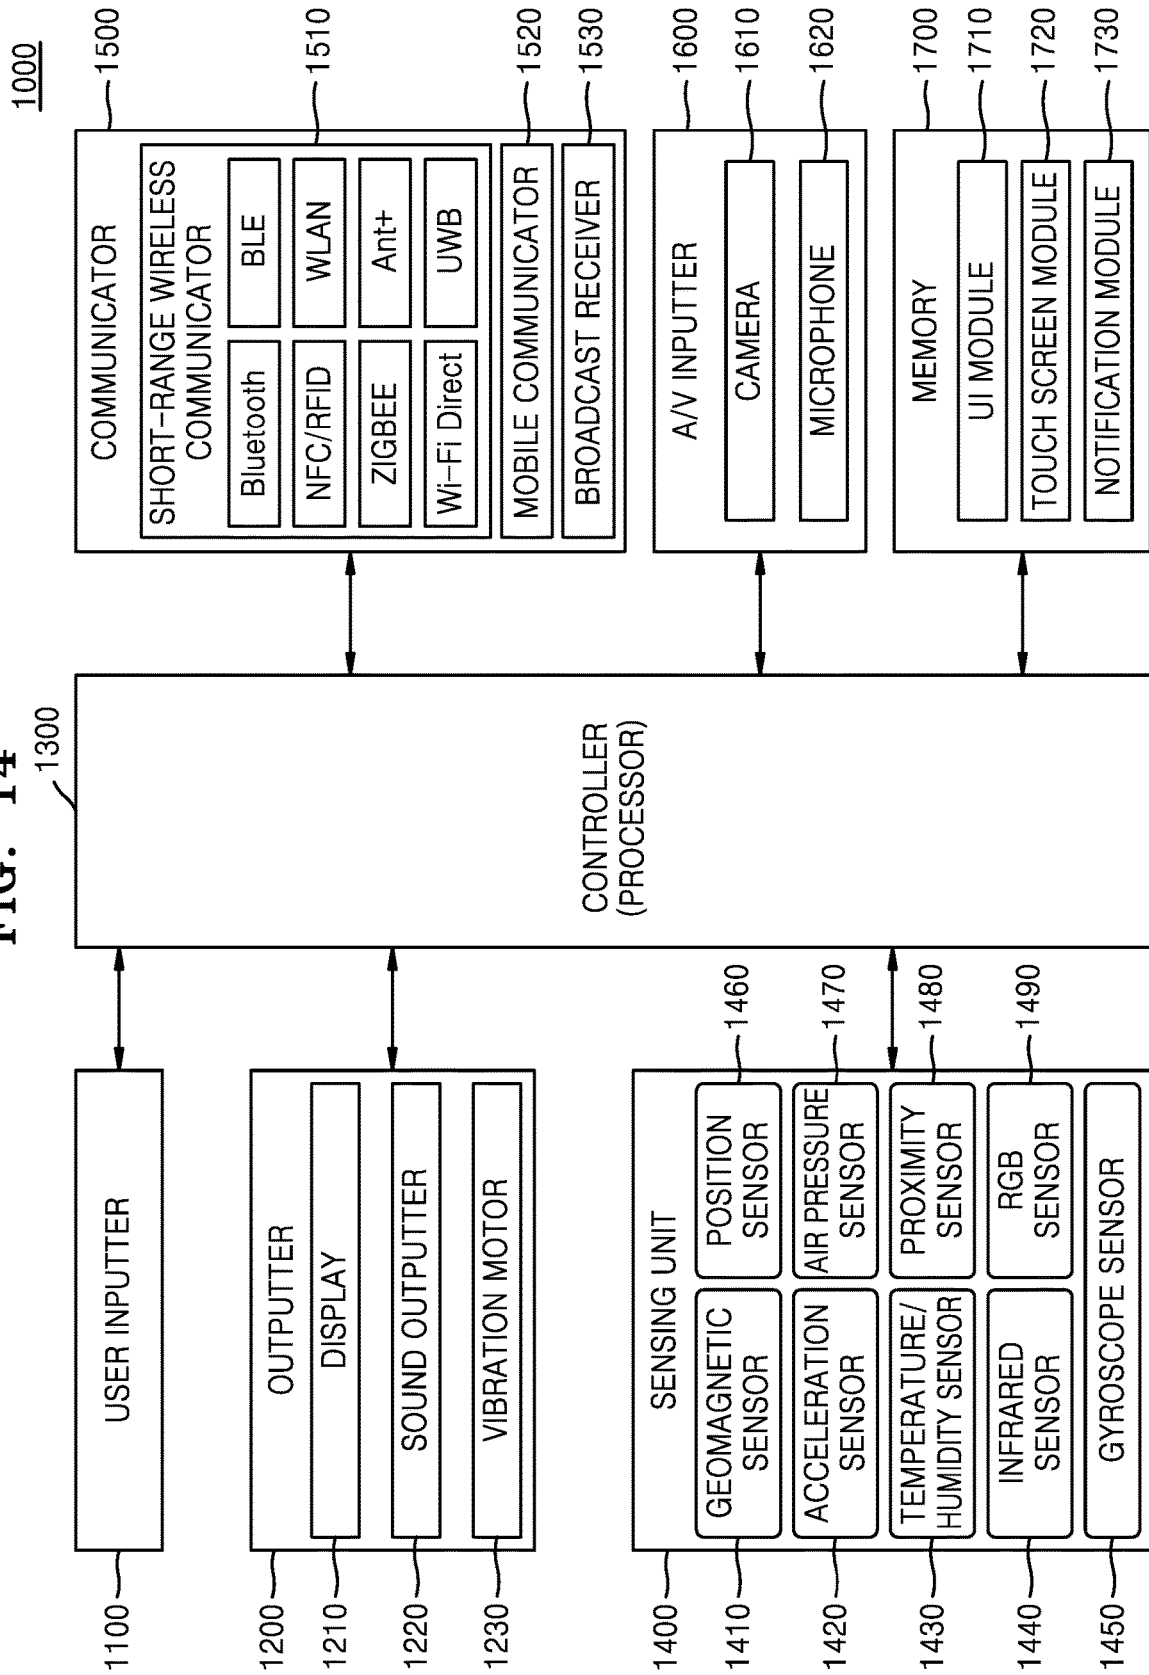 FIG. 14
1000
1100
USER INPUTTER
1200
OUTPUTTER
1210
DISPLAY
1220
SOUND OUTPUTTER
1230
VIBRATION MOTOR
1400
SENSING UNIT
1410
GEOMAGNETIC
SENSOR
POSITION
SENSOR
1460
1420
ACCELERATION
SENSOR
AIR PRESSURE
SENSOR
1470
1430
TEMPERATURE/
HUMIDITY SENSOR
PROXIMITY
SENSOR
1480
1440
INFRARED
SENSOR
RGB
SENSOR
1490
1450
GYROSCOPE SENSOR
1300
CONTROLLER
(PROCESSOR)
1500
COMMUNICATOR
SHORT-RANGE WIRELESS
COMMUNICATOR
1510
Bluetooth
BLE
NFC/RFID
WLAN
ZIGBEE
Ant+
Wi-Fi Direct
UWB
MOBILE COMMUNICATOR
1520
BROADCAST RECEIVER
1530
A/V INPUTTER
1600
CAMERA
1610
MICROPHONE
1620
MEMORY
1700
UI MODULE
1710
TOUCH SCREEN MODULE
1720
NOTIFICATION MODULE
1730